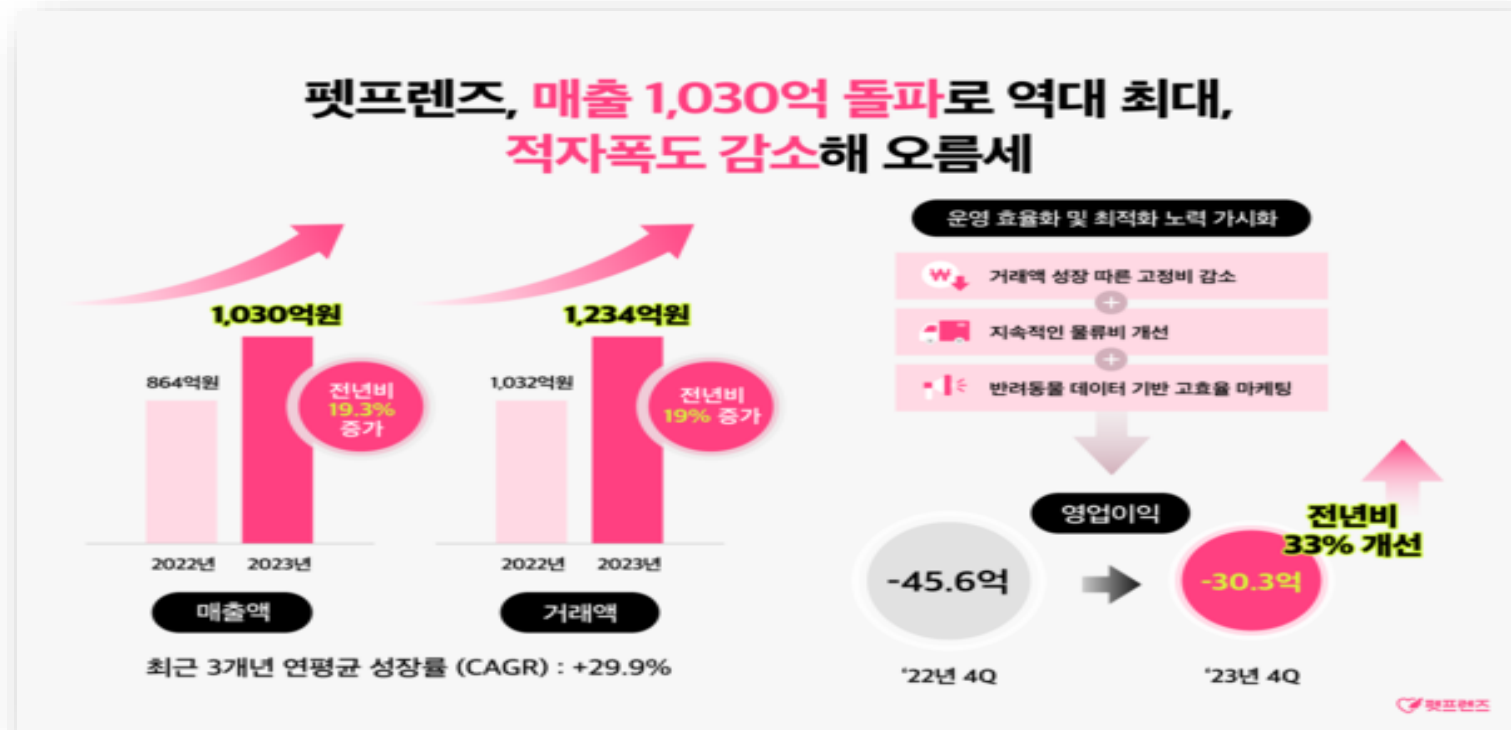 펫프렌즈, 매출 1,030억 돌파로 역대 최대,
적자폭도 감소해 오름세
1,030억원
864억원
전년비
19.3%
증가
2022년
2023년
매출액
1,234억원
1,032억원
전년비
19% 증가
2022년
2023년
거래액
최근 3개년 연평균 성장률 (CAGR) : +29.9%
운영 효율화 및 최적화 노력 가시화
₩
거래액 성장 따른 고정비 감소
+
지속적인 물류비 개선
+
반려동물 데이터 기반 고효율 마케팅
영업이익
전년비
33% 개선
-45.6억
-30.3억
‘22년 4Q
‘23년 4Q
펫프렌즈